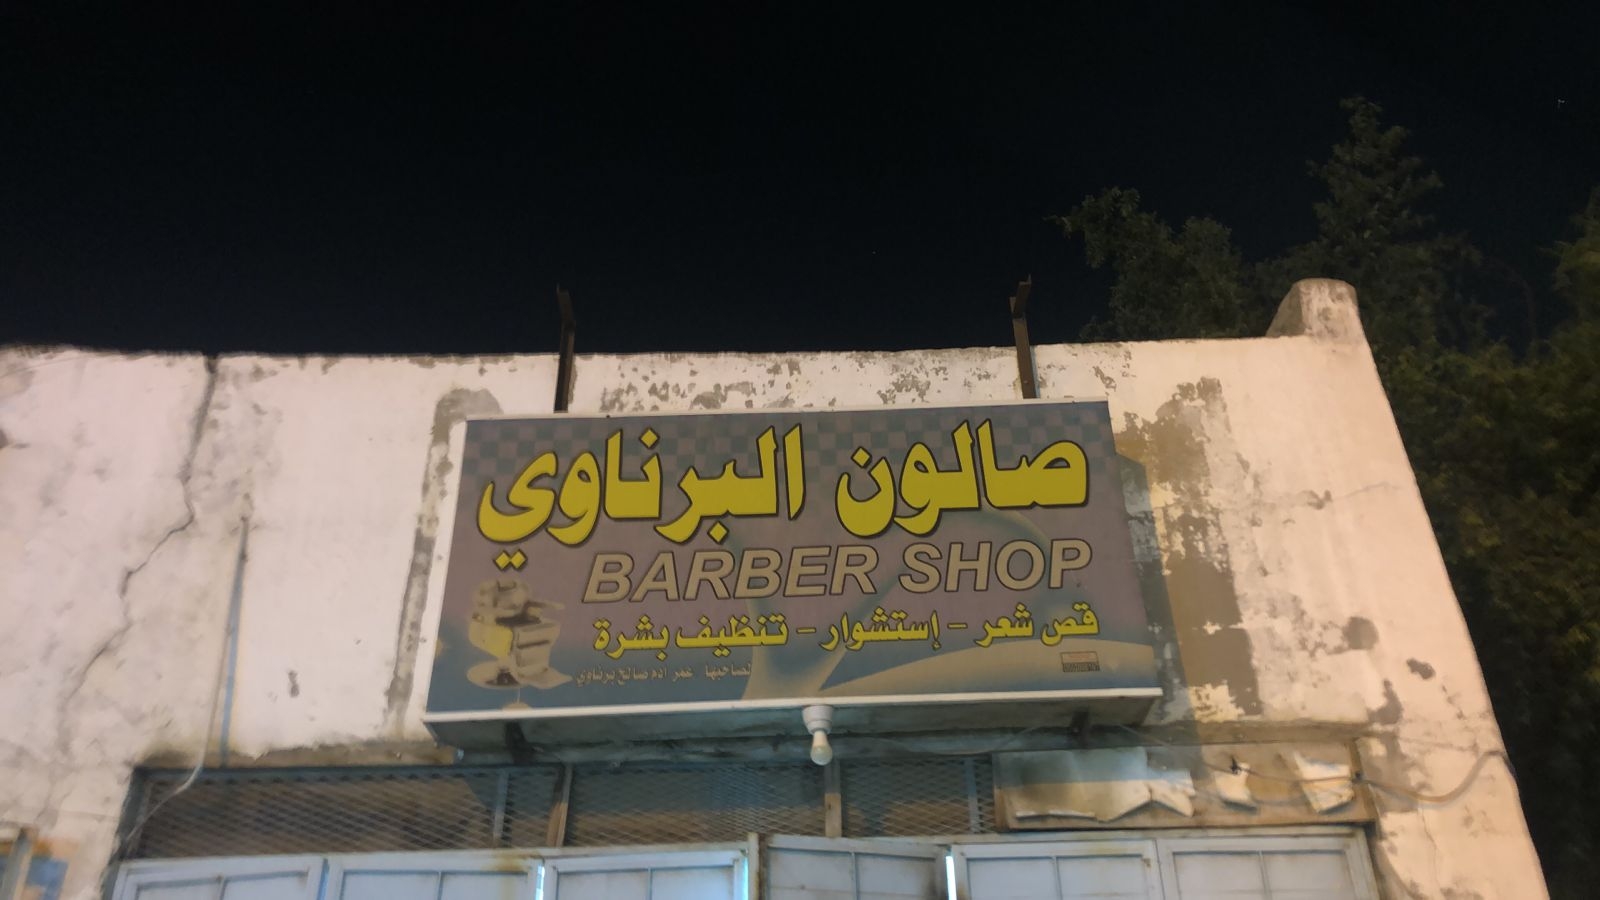 صالون البرناوي
BARBER SHOP
قص شعر - إستشوار - تنظيف بشرة
لصاحبها عمر ادم صالح برناوي